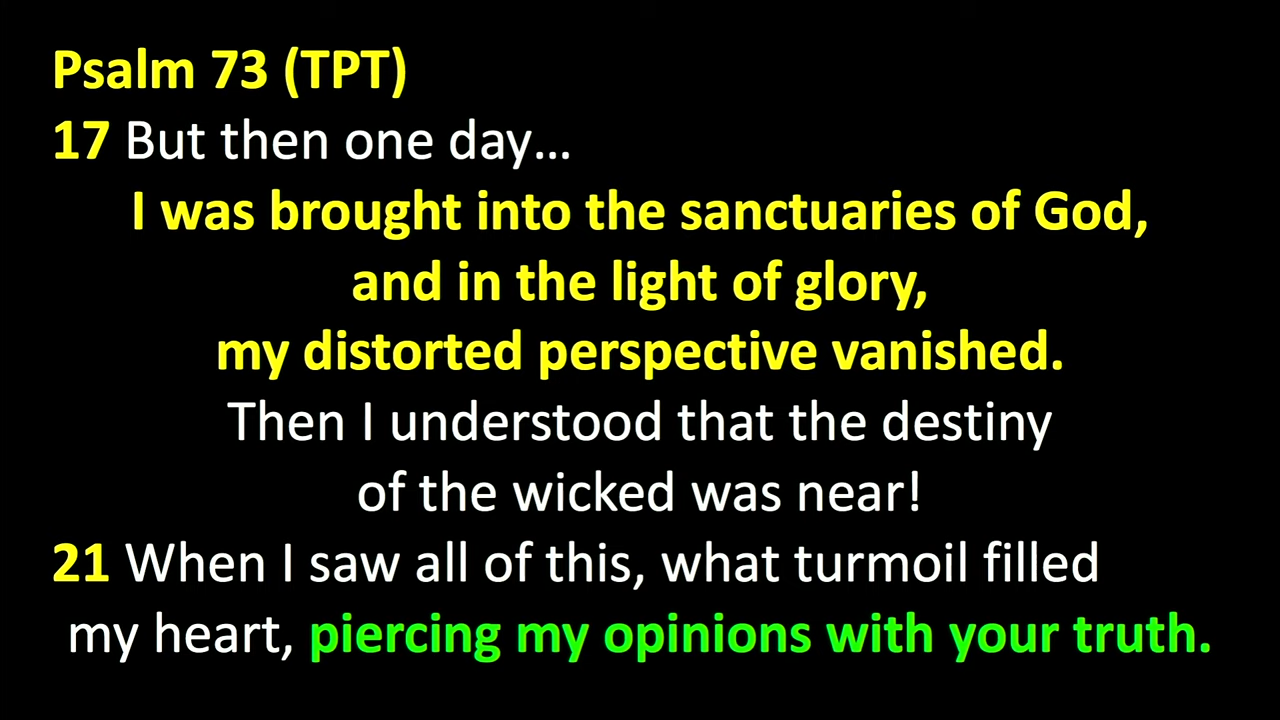 Psalm 73 (TPT)
17 But then one day…
I was brought into the sanctuaries of God,
and in the light of glory,
my distorted perspective vanished.
Then I understood that the destiny
of the wicked was near!
21 When I saw all of this, what turmoil filled
my heart, piercing my opinions with your truth.